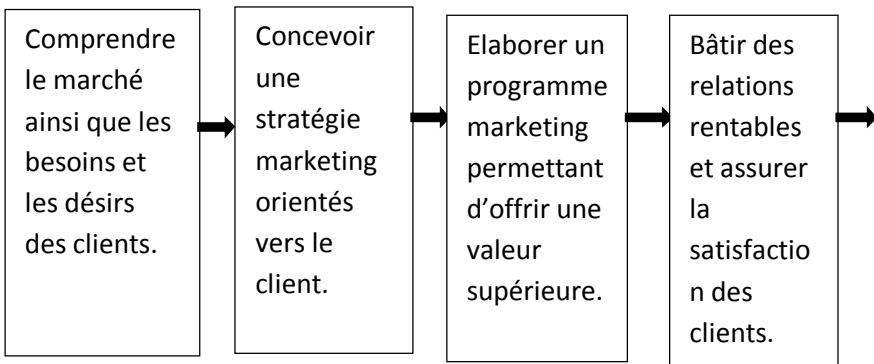 Comprendre
le marché
ainsi que les
besoins et
les désirs
des clients.
Concevoir
une
stratégie
marketing
orientés
vers le
client.
Elaborer un
programme
marketing
permettant
d’offrir une
valeur
supérieure.
Bâtir des
relations
rentables
et assurer
la
satisfactio
n des
clients.